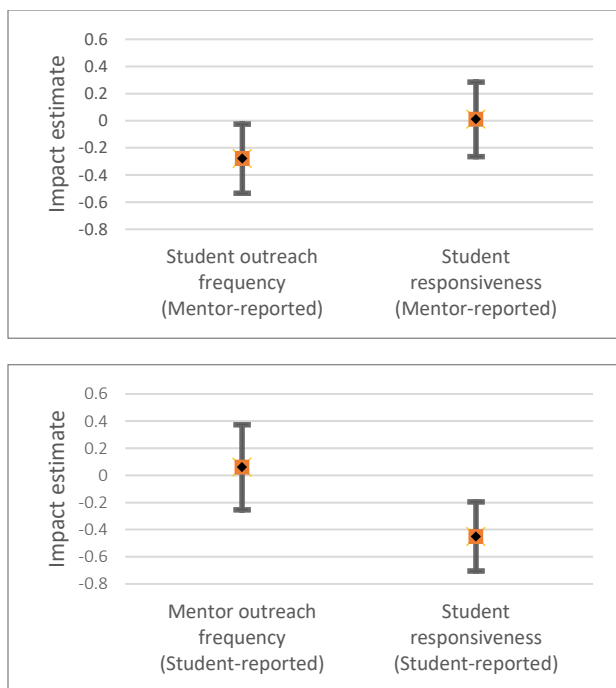 0.6
0.4
0.2
0
-0.2
-0.4
-0.6
-0.8
Impact estimate
Student outreach
frequency
(Mentor-reported)
Student
responsiveness
(Mentor-reported)
0.6
0.4
0.2
0
-0.2
-0.4
-0.6
-0.8
Impact estimate
Mentor outreach
frequency
(Student-reported)
Student
responsiveness
(Student-reported)